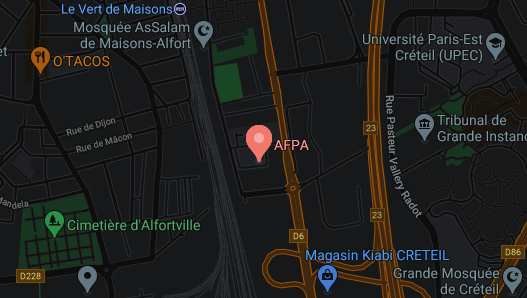 Le Vert de Maisons
Mosquée AsSalam
de Maisons-Alfort
Université Paris-Est
Créteil (UPEC)
O'TACOS
Rue de Dijon
Rue de Mâcon
Rue Pasteur Vallery Radot
23
Tribunal de
Grande Instanc
AFPA
Mandela
Cimetière d'Alfortville
23
D6
D86
Magasin Kiabi CRETEIL
D228
Grande Mosquée
de Créteil